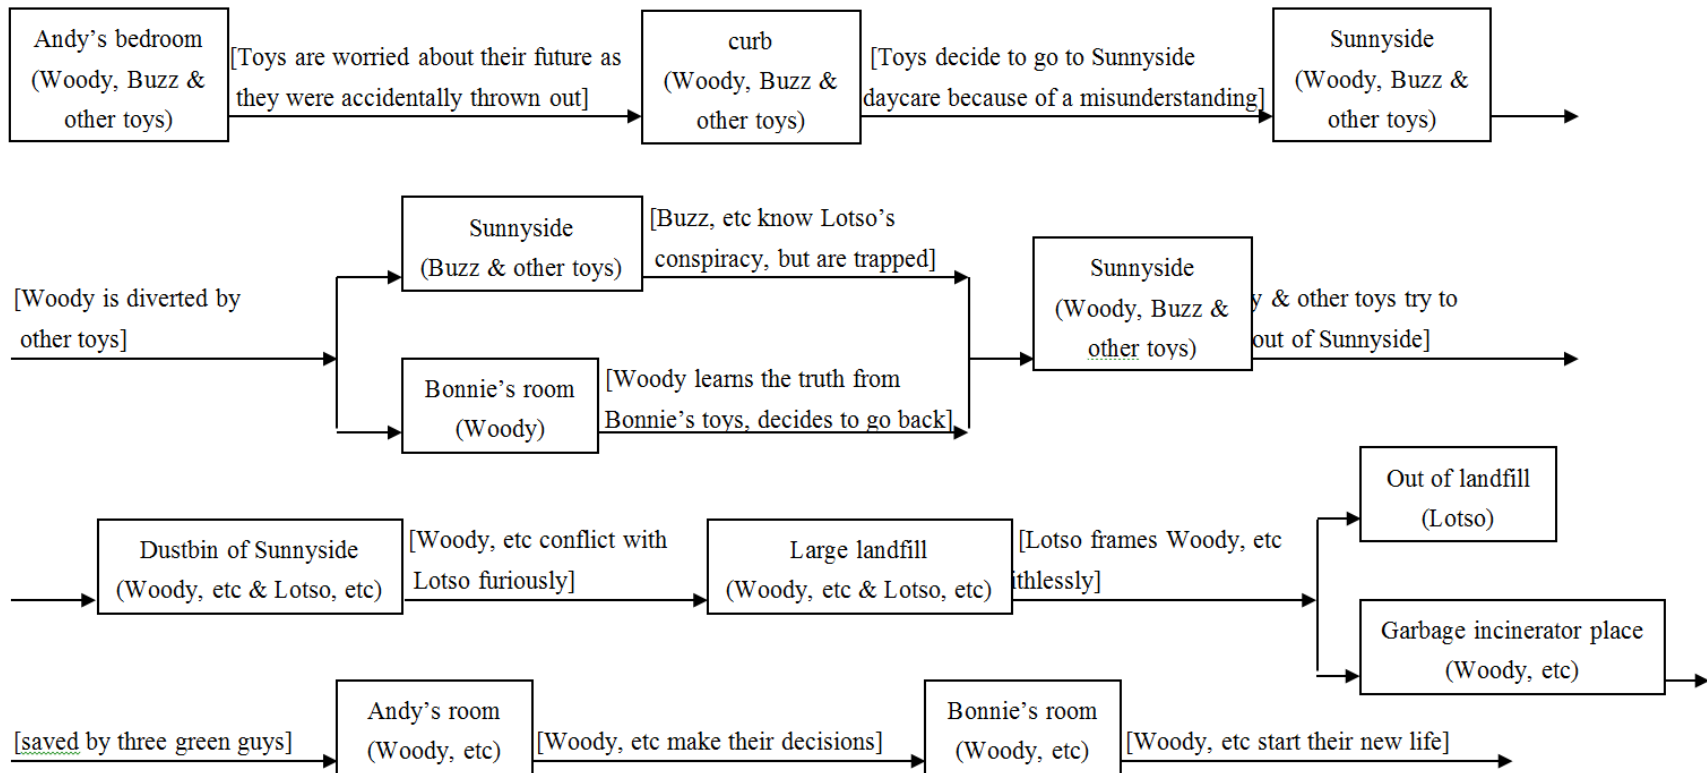 Andy's bedroom
(Woody, Buzz &
other toys)
[Toys are worried about their future as
they were accidentally thrown out]
curb
(Woody, Buzz &
other toys)
[Toys decide to go to Sunnyside
daycare because of a misunderstanding]
Sunnyside
(Woody, Buzz &
other toys)
[Woody is diverted by
other toys]
Sunnyside
(Buzz & other toys)
[Buzz, etc know Lotso's
conspiracy, but are trapped]
Bonnie's room
(Woody)
[Woody learns the truth from
Bonnie's toys, decides to go back]
Sunnyside
(Woody, Buzz &
other toys)
y & other toys try to
out of Sunnyside]
Dustbin of Sunnyside
(Woody, etc & Lotso, etc)
[Woody, etc conflict with
Lotso furiously]
Large landfill
(Woody, etc & Lotso, etc)
[Lotso frames Woody, etc
ithlessly]
Out of landfill
(Lotso)
Garbage incinerator place
(Woody, etc)
[saved by three green guys]
Andy's room
(Woody, etc)
[Woody, etc make their decisions]
Bonnie's room
(Woody, etc)
[Woody, etc start their new life]